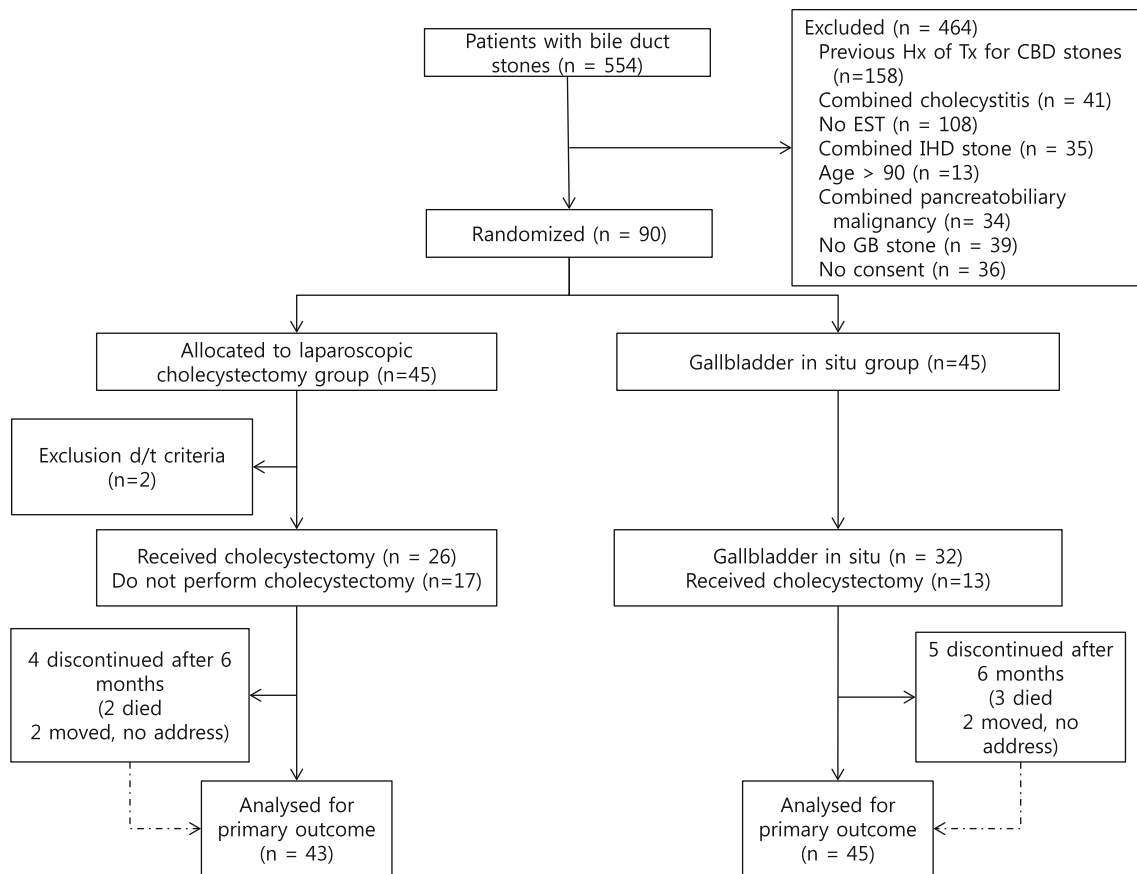 Patients with bile duct
stones (n = 554)
Excluded (n = 464)
Previous Hx of Tx for CBD stones
(n=158)
Combined cholecystitis (n = 41)
No EST (n = 108)
Combined IHD stone (n = 35)
Age > 90 (n =13)
Combined pancreatobiliary
malignancy (n= 34)
No GB stone (n = 39)
No consent (n = 36)
Randomized (n = 90)
Allocated to laparoscopic
cholecystectomy group (n=45)
Gallbladder in situ group (n=45)
Exclusion d/t criteria
(n=2)
Received cholecystectomy (n = 26)
Do not perform cholecystectomy (n=17)
Gallbladder in situ (n = 32)
Received cholecystectomy (n=13)
4 discontinued after 6
months
(2 died
2 moved, no address)
5 discontinued after
6 months
(3 died
2 moved, no
address)
Analysed for
primary outcome
(n = 43)
Analysed for
primary outcome
(n = 45)